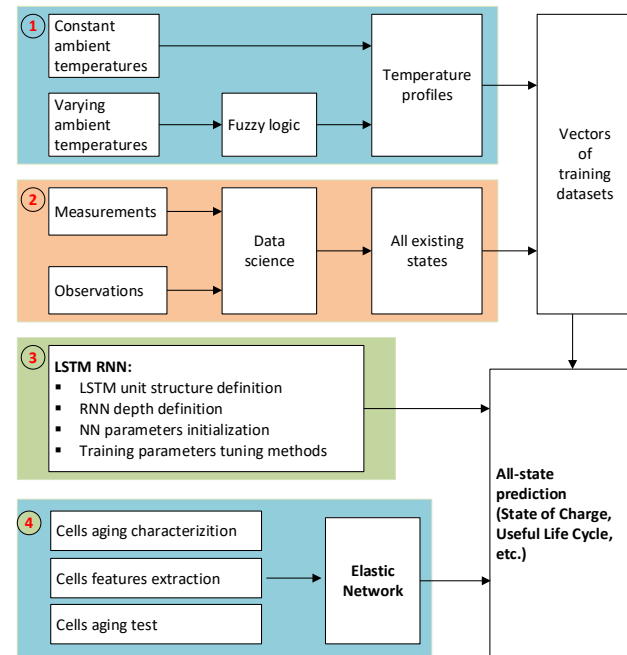 1
Constant
ambient
temperatures
Varying
ambient
temperatures
Fuzzy logic
Temperature
profiles
Vectors
of
training
datasets
2
Measurements
Observations
Data
science
All existing
states
3
LSTM RNN:
▪ LSTM unit structure definition
▪ RNN depth definition
▪ NN parameters initialization
▪ Training parameters tuning methods
4
Cells aging characterizition
Cells features extraction
Cells aging test
Elastic
Network
All-state
prediction
(State of Charge,
Useful Life Cycle,
etc.)